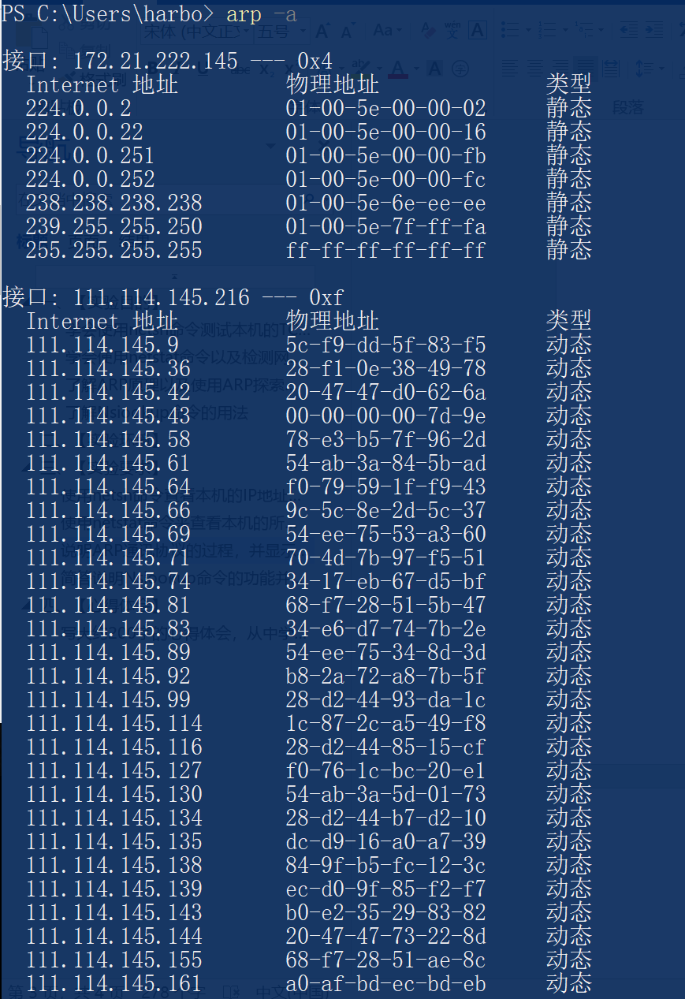 PS C:\Users\harbo> arp -a
接口: 172.21.222.145 --- 0x4
Internet 地址 物理地址 类型
224.0.0.2 01-00-5e-00-00-02 静态
224.0.0.22 01-00-5e-00-00-16 静态
224.0.0.251 01-00-5e-00-00-fb 静态
224.0.0.252 01-00-5e-00-00-fc 静态
238.238.238.238 01-00-5e-6e-ee-ee 静态
239.255.255.250 01-00-5e-7f-ff-fa 静态
255.255.255.255 ff-ff-ff-ff-ff-ff 静态
接口: 111.114.145.216 --- 0xf
Internet 地址 物理地址 类型
111.114.145.9 5c-f9-dd-5f-83-f5 动态
111.114.145.36 28-f1-0e-38-49-78 动态
111.114.145.42 20-47-47-d0-62-6a 动态
111.114.145.43 00-00-00-00-7d-9e 动态
111.114.145.58 78-e3-b5-7f-96-2d 动态
111.114.145.61 54-ab-3a-84-5b-ad 动态
111.114.145.64 f0-79-59-1f-f9-43 动态
111.114.145.66 9c-5c-8e-2d-5c-37 动态
111.114.145.69 54-ee-75-53-a3-60 动态
111.114.145.71 70-4d-7b-97-f5-51 动态
111.114.145.74 34-17-eb-67-d5-bf 动态
111.114.145.81 68-f7-28-51-5b-47 动态
111.114.145.83 34-e6-d7-74-7b-2e 动态
111.114.145.89 54-ee-75-34-8d-3d 动态
111.114.145.92 b8-2a-72-a8-7b-5f 动态
111.114.145.99 28-d2-44-93-da-1c 动态
111.114.145.114 1c-87-2c-a5-49-f8 动态
111.114.145.116 28-d2-44-85-15-cf 动态
111.114.145.127 f0-76-1c-bc-20-e1 动态
111.114.145.130 54-ab-3a-5d-01-73 动态
111.114.145.134 28-d2-44-b7-d2-10 动态
111.114.145.135 dc-d9-16-a0-a7-39 动态
111.114.145.138 84-9f-b5-fc-12-3c 动态
111.114.145.139 ec-d0-9f-85-f2-f7 动态
111.114.145.143 b0-e2-35-29-83-82 动态
111.114.145.144 20-47-47-73-22-8d 动态
111.114.145.155 68-f7-28-51-ae-8c 动态
111.114.145.161 a0-af-bd-ec-bd-eb 动态